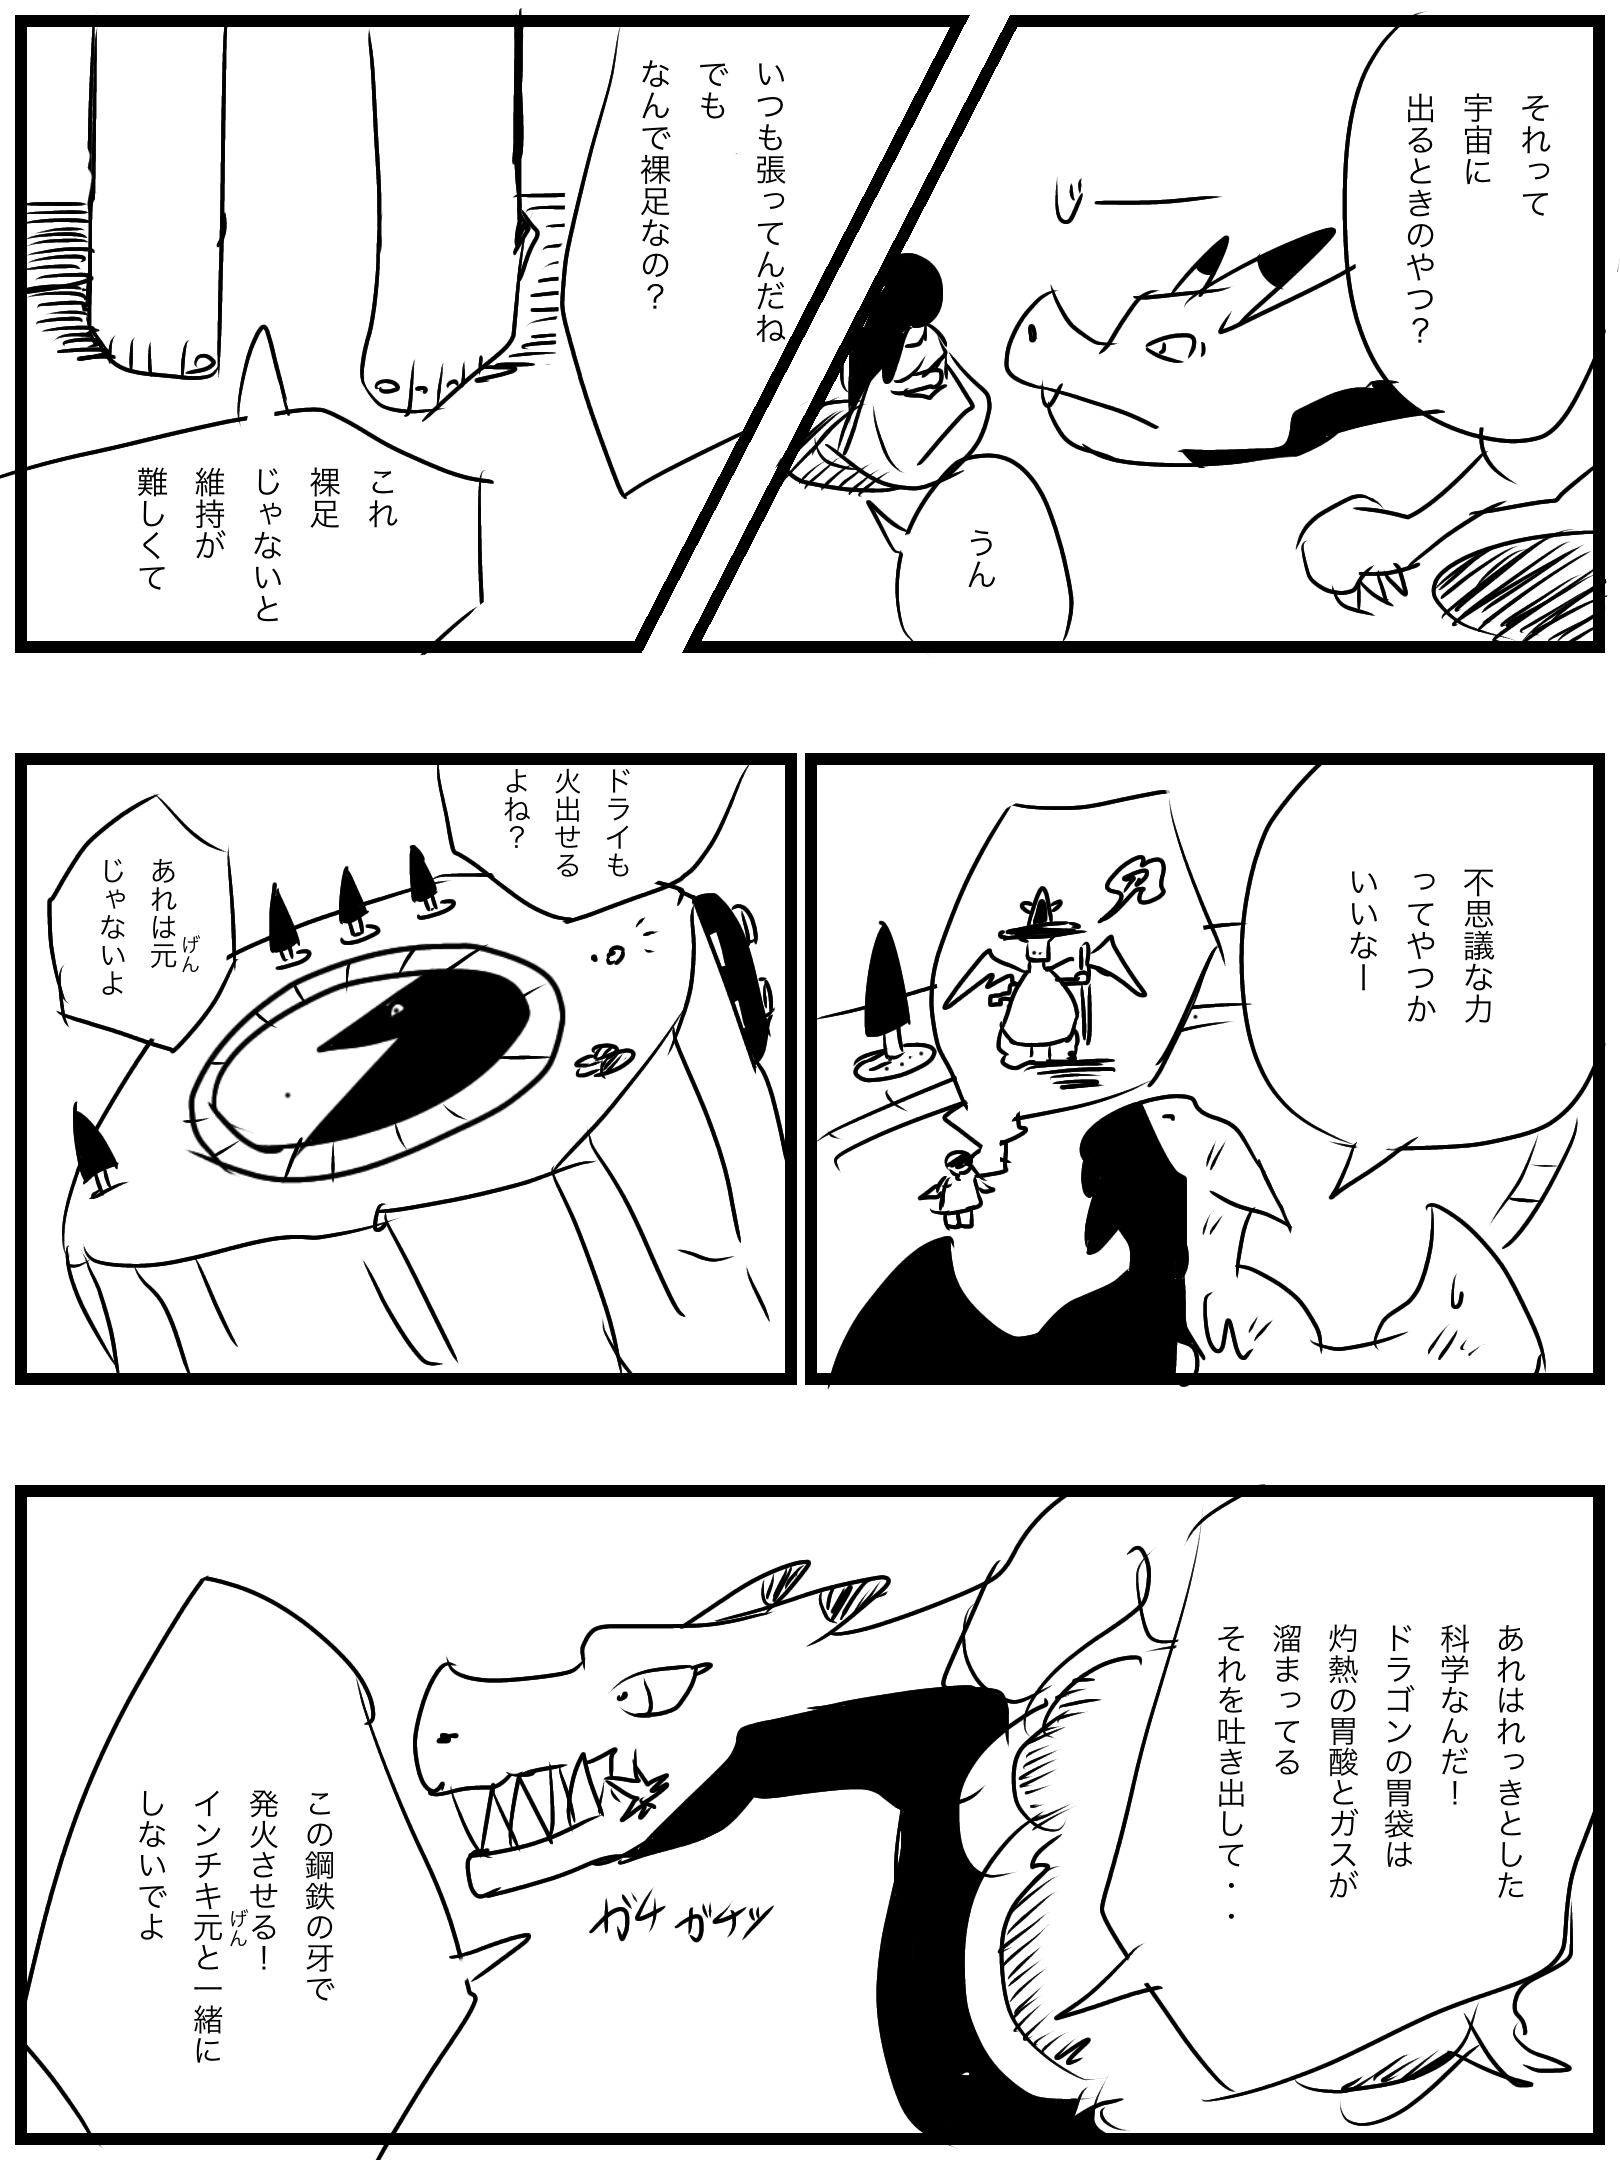 それって
宇宙に
出るときのやつ？
じー
うん
いつも張ってんだね
でも
なんで裸足なの？
これ
裸足
じゃないと
維持が
難しくて
不思議な力
ってやつか
いいなー
ドライも
火出せる
よね？
あれは元
げん
じゃないよ
あれはれっきとした
科学なんだ！
ドラゴンの胃袋は
灼熱の胃酸とガスが
溜まってる
それを吐き出して・・
ガチ ガチッ
この鋼鉄の牙で
発火させる！
インチキ元と一緒に
げん
しないでよ